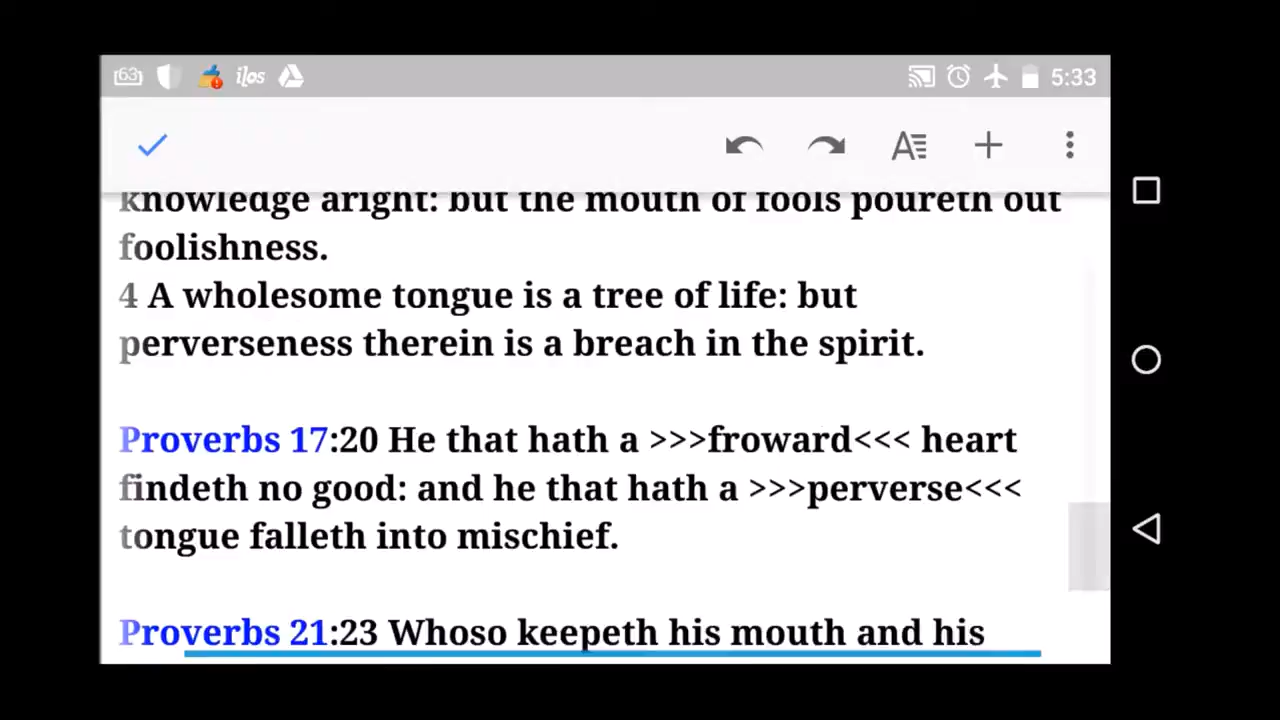 63 ilos 5:33
knowledge aright: but the mouth of fools poureth out
foolishness.
4 A wholesome tongue is a tree of life: but
perverseness therein is a breach in the spirit.
Proverbs 17:20 He that hath a >>>froward<<< heart
findeth no good: and he that hath a >>>perverse<<<
tongue falleth into mischief.
Proverbs 21:23 Whoso keepeth his mouth and his